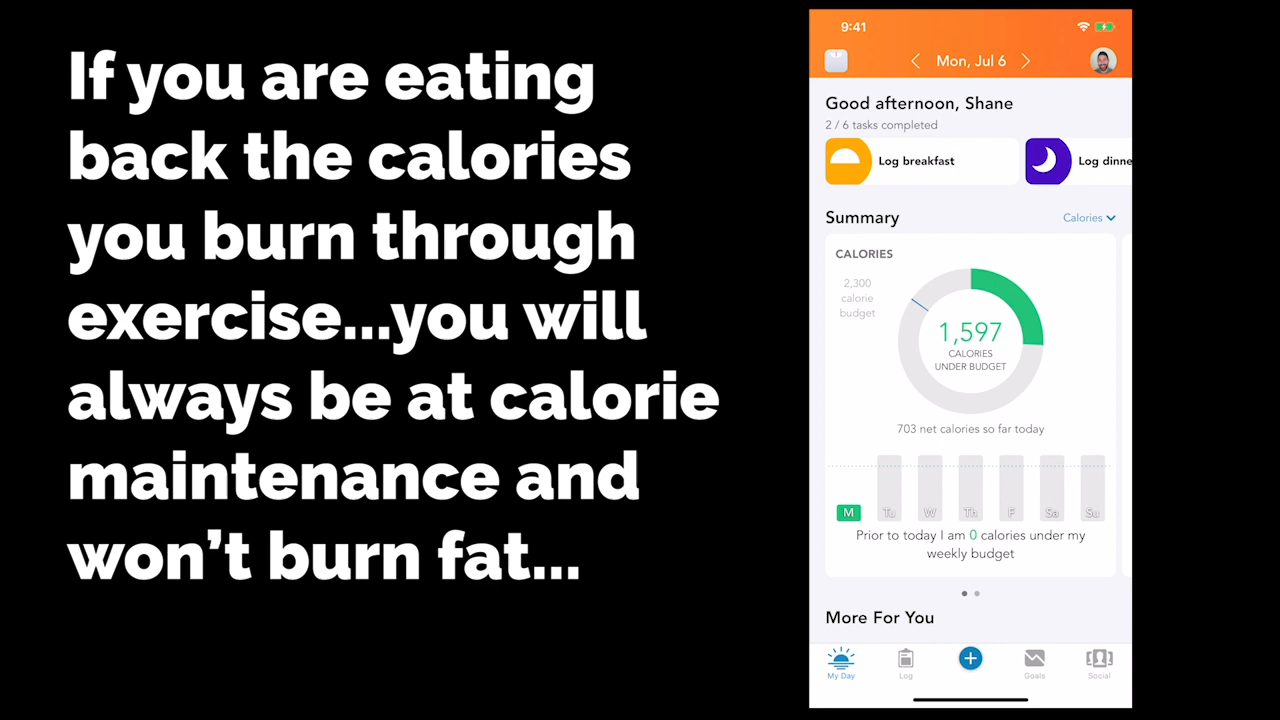 If you are eating
back the calories
you burn through
exercise...you will
always be at calorie
maintenance and
won't burn fat...
9:41
Mon, Jul 6
Good afternoon, Shane
2 / 6 tasks completed
Log breakfast
Log dinne
Summary
Calories
CALORIES
2,300
calorie
budget
1,597
CALORIES
UNDER BUDGET
703 net calories so far today
M Tu W Th F Sa Su
Prior to today I am 0 calories under my
weekly budget
More For You
My Day Log Goals Social